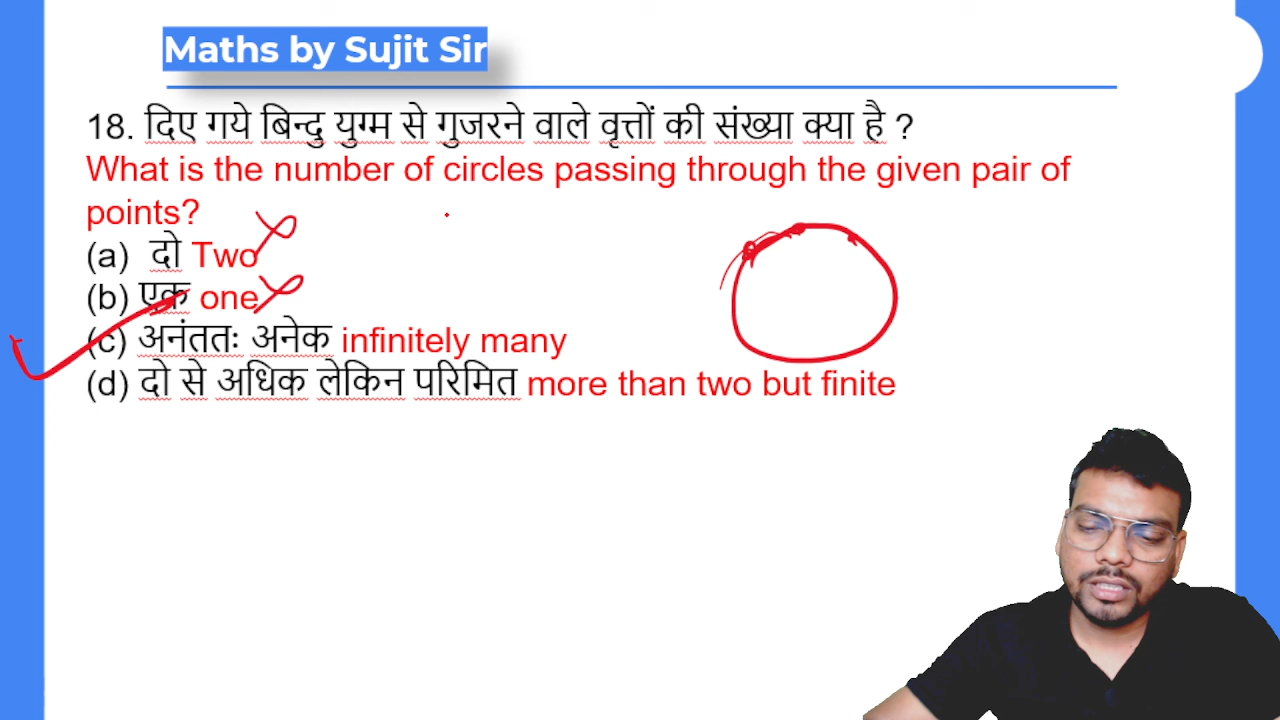 Maths by Sujit Sir
18. दिए गये बिन्दु युग्म से गुजरने वाले वृत्तों की संख्या क्या है ?
What is the number of circles passing through the given pair of
points?
(a) दो Two
(b) एक one
(c) अनंततः अनेक infinitely many
(d) दो से अधिक लेकिन परिमित more than two but finite